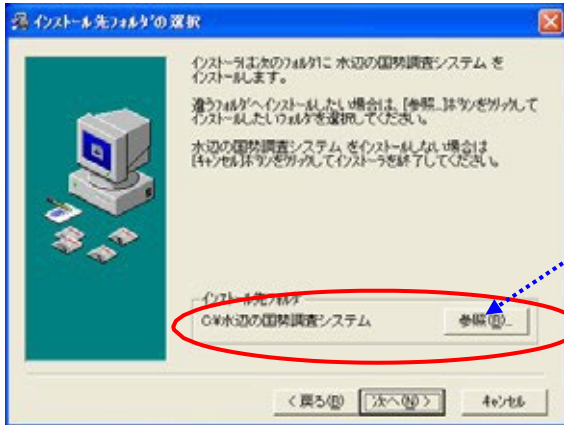 インストール先フォルダの選択
インストーラは次のフォルダに 水辺の国勢調査システム を
インストールします。
違うフォルダへインストールしたい場合は、[参照...]ボタンをクリックして
インストールしたいフォルダを選択してください。
水辺の国勢調査システム をインストールしない場合は
[キャンセル]ボタンをクリックしてインストーラを終了してください。
インストール先フォルダ
C:¥水辺の国勢調査システム
参照(R)...
< 戻る(B)
次へ(N) >
キャンセル